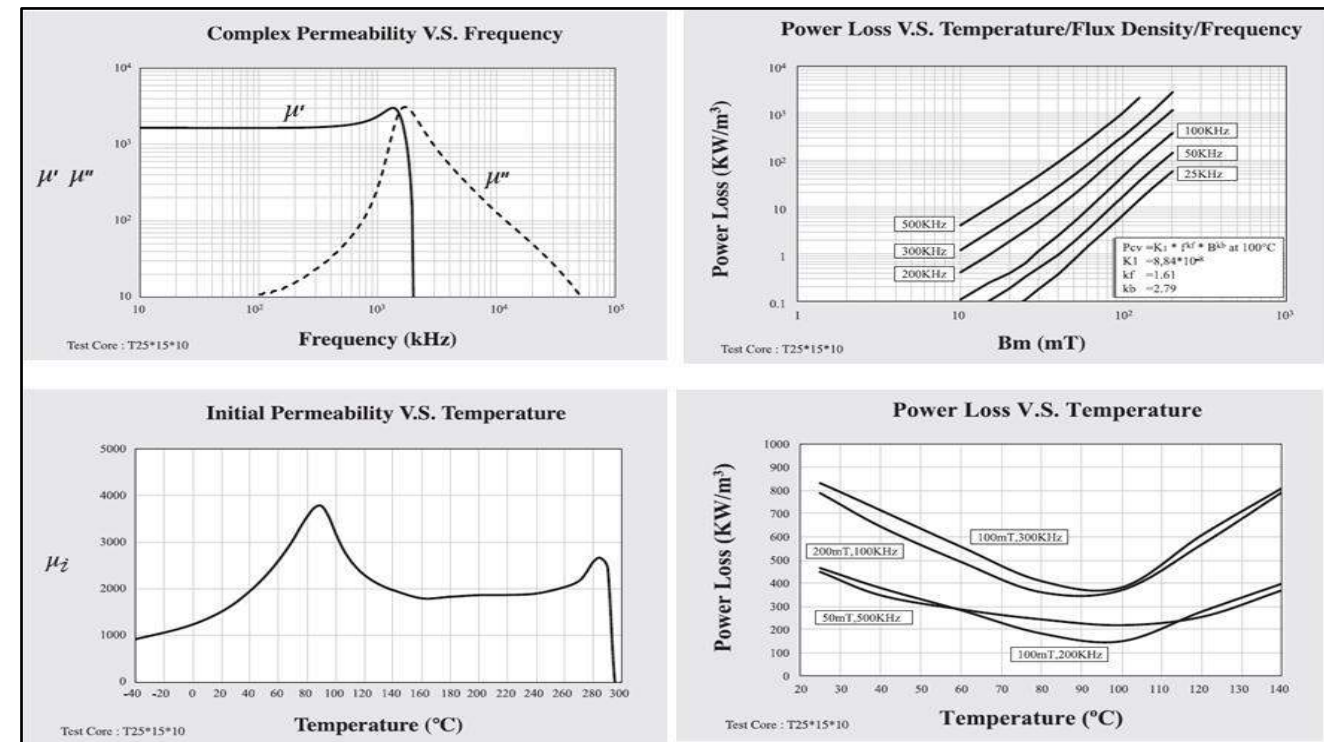 Complex Permeability V.S. Frequency
10⁴
10³
10²
10
μ' μ"
μ'
μ"
10 10² 10³ 10⁴ 10⁵
Frequency (kHz)
Test Core : T25*15*10
Power Loss V.S. Temperature/Flux Density/Frequency
Power Loss (KW/m³)
10⁴
10³
10²
10
1
0.1
500KHz
300KHz
200KHz
100KHz
50KHz
25KHz
Pcv =K₁ * fᵏᶠ * Bᵏᵇ at 100°C
K1 =8,84*10⁻⁸
kf =1.61
kb =2.79
1 10 10² 10³
Bm (mT)
Test Core : T25*15*10
Initial Permeability V.S. Temperature
5000
4000
3000
2000
1000
0
μi
-40 -20 0 20 40 60 80 100 120 140 160 180 200 220 240 260 280 300
Temperature (°C)
Test Core : T25*15*10
Power Loss V.S. Temperature
Power Loss (KW/m³)
1000
900
800
700
600
500
400
300
200
100
0
100mT,300KHz
200mT,100KHz
50mT,500KHz
100mT,200KHz
20 30 40 50 60 70 80 90 100 110 120 130 140
Temperature (°C)
Test Core : T25*15*10